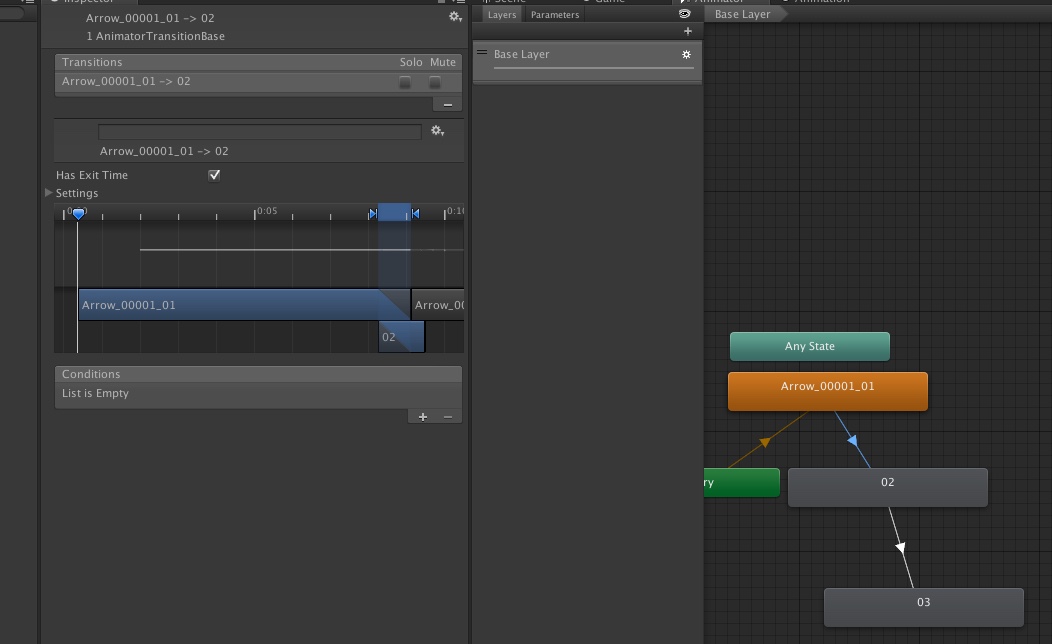 Inspector
Arrow_00001_01 -> 02
1 AnimatorTransitionBase
Transitions Solo Mute
Arrow_00001_01 -> 02
Arrow_00001_01 -> 02
Has Exit Time
Settings
0:05
Arrow_00001_01
Arrow_00
02
Conditions
List is Empty
Scene Game Animator Animation
Layers Parameters Base Layer
Base Layer
Any State
Arrow_00001_01
ry
02
03